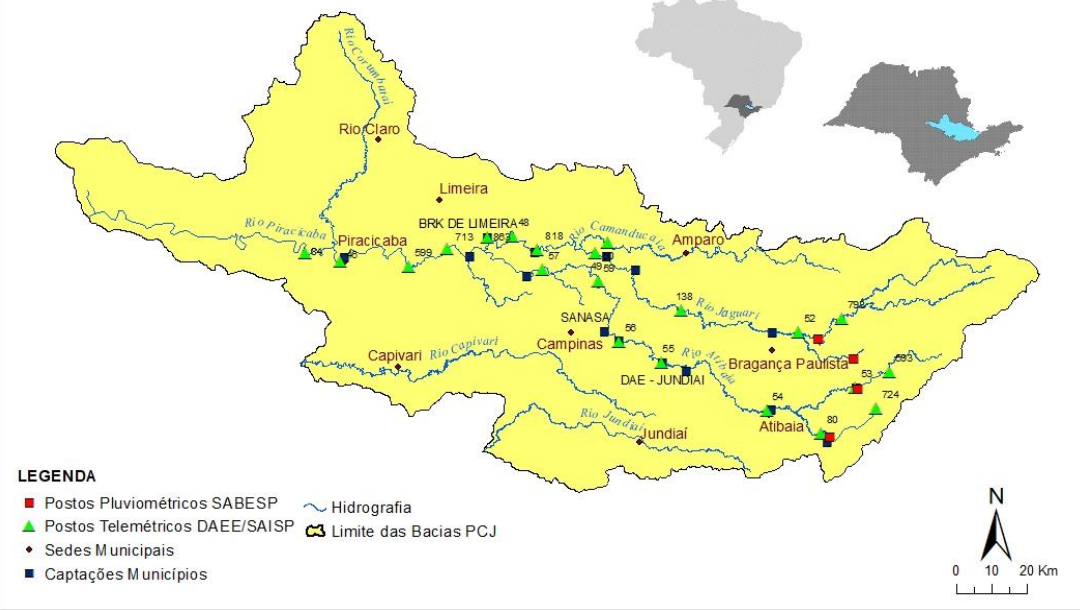 Rio Corumbataí
Rio Claro
Limeira
BRK DE LIMEIRA 48
713
818
Rio Camanducaia
Amparo
Rio Piracicaba
Piracicaba
84
599
57
49
59
138
Rio Jaguari
52
SANASA
56
Campinas
55
Rio Atibaia
Bragança Paulista
DAE - JUNDIAI
53
593
724
54
Atibaia
80
Capivari
Rio Capivari
Rio Jundiaí
Jundiaí
LEGENDA
Postos Pluviométricos SABESP
Postos Telemétricos DAEE/SAISP
Sedes Municipais
Captações Municípios
Hidrografia
Limite das Bacias PCJ
N
0 10 20 Km